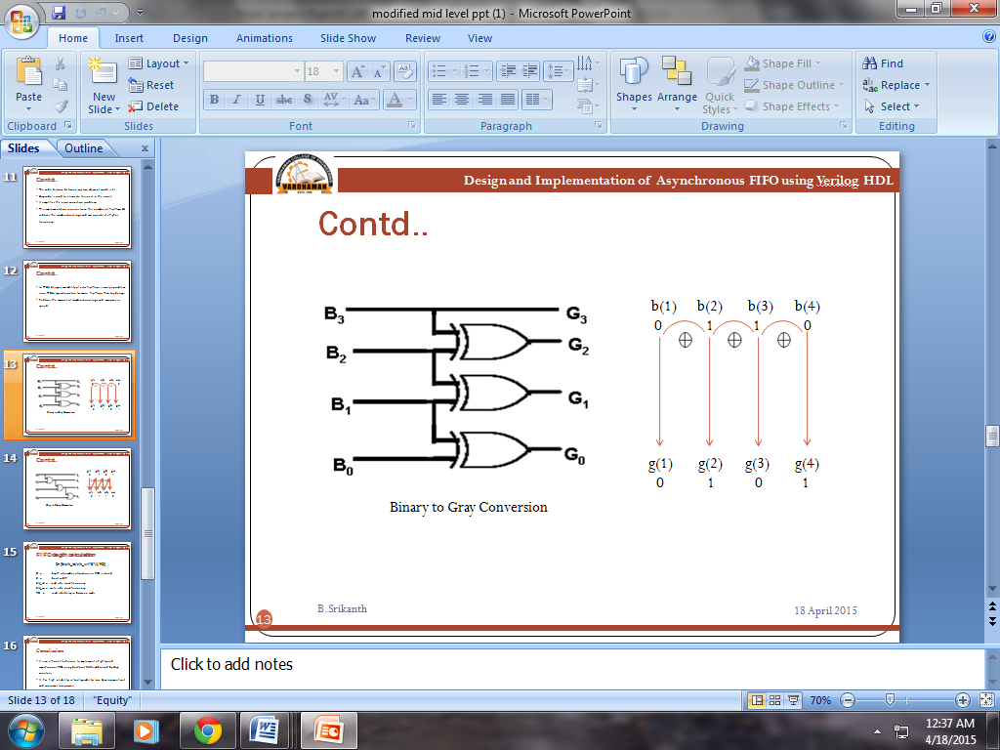 modified mid level ppt (1) - Microsoft PowerPoint
Home Insert Design Animations Slide Show Review View
Paste
New Slide
Layout
Reset
Delete
18
B I U abc S AV Aa A
Shapes Arrange Quick Styles
Shape Fill
Shape Outline
Shape Effects
Find
Replace
Select
Clipboard Slides Font Paragraph Drawing Editing
Slides Outline x
11
Contd..
12
Contd..
13
Contd..
14
Contd..
15
FIFO depth calculation
16
Conclusion
VARDHAMAN
Design and Implementation of Asynchronous FIFO using Verilog HDL
Contd..
B3 G3
B2 G2
B1 G1
B0 G0
Binary to Gray Conversion
b(1) b(2) b(3) b(4)
0 1 1 0
g(1) g(2) g(3) g(4)
0 1 0 1
B. Srikanth
18 April 2015
13
Click to add notes
Slide 13 of 18 "Equity" 70%
12:37 AM
4/18/2015